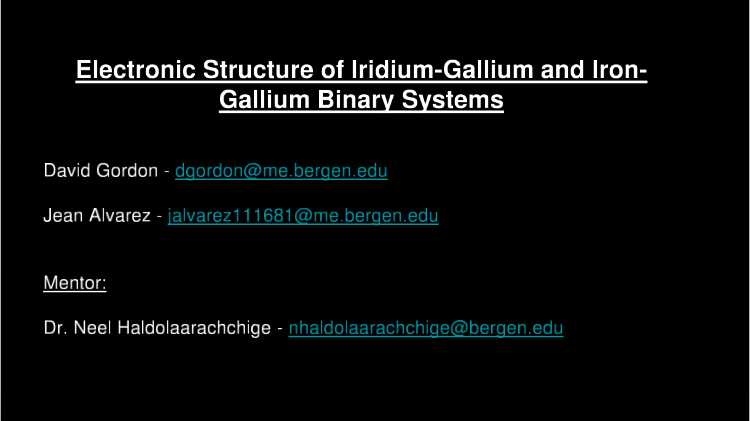 Electronic Structure of Iridium-Gallium and Iron-
Gallium Binary Systems
David Gordon - dgordon@me.bergen.edu
Jean Alvarez - jalvarez111681@me.bergen.edu
Mentor:
Dr. Neel Haldolaarachchige - nhaldolaarachchige@bergen.edu